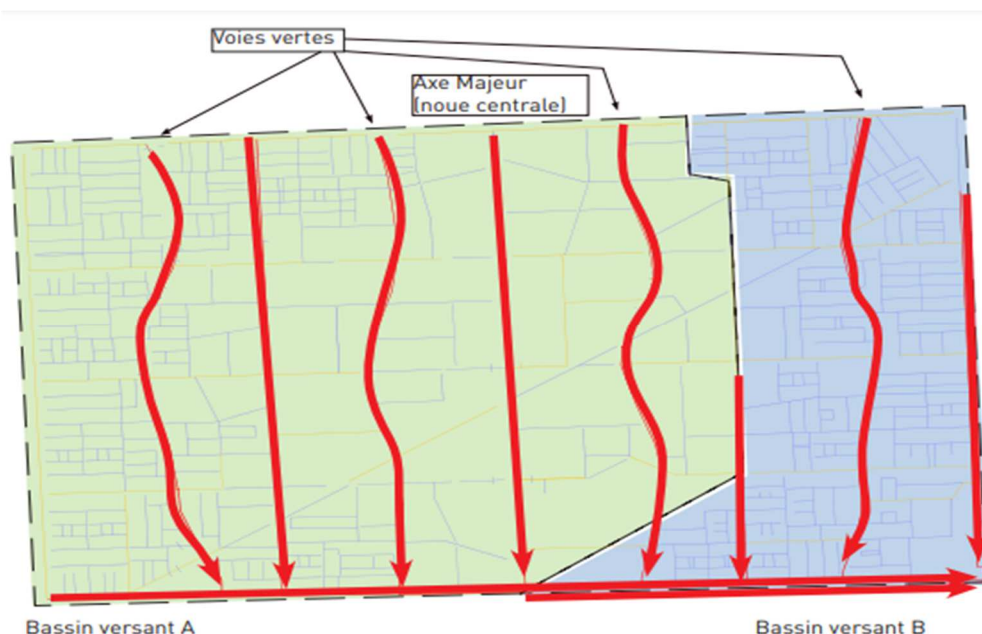 Voies vertes
Axe Majeur
(noue centrale)
Bassin versant A
Bassin versant B